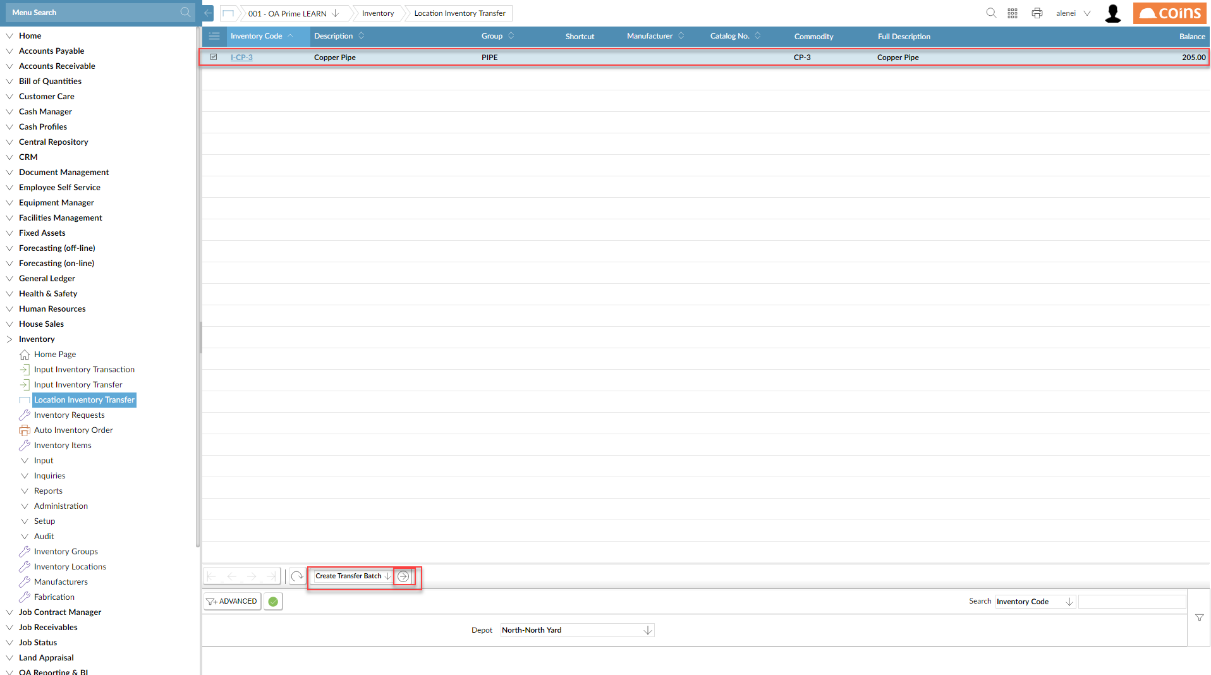 Menu Search
001 - OA Prime LEARN
Inventory
Location Inventory Transfer
alenei
coins
Home
Accounts Payable
Accounts Receivable
Bill of Quantities
Customer Care
Cash Manager
Cash Profiles
Central Repository
CRM
Document Management
Employee Self Service
Equipment Manager
Facilities Management
Fixed Assets
Forecasting (off-line)
Forecasting (on-line)
General Ledger
Health & Safety
Human Resources
House Sales
Inventory
Home Page
Input Inventory Transaction
Input Inventory Transfer
Location Inventory Transfer
Inventory Requests
Auto Inventory Order
Inventory Items
Input
Inquiries
Reports
Administration
Setup
Audit
Inventory Groups
Inventory Locations
Manufacturers
Fabrication
Job Contract Manager
Job Receivables
Job Status
Land Appraisal
OA Reporting & BI
Inventory Code Description Group Shortcut Manufacturer Catalog No. Commodity Full Description Balance
I-CP-3 Copper Pipe PIPE CP-3 Copper Pipe 205.00
Create Transfer Batch
ADVANCED
Search Inventory Code
Depot North-North Yard